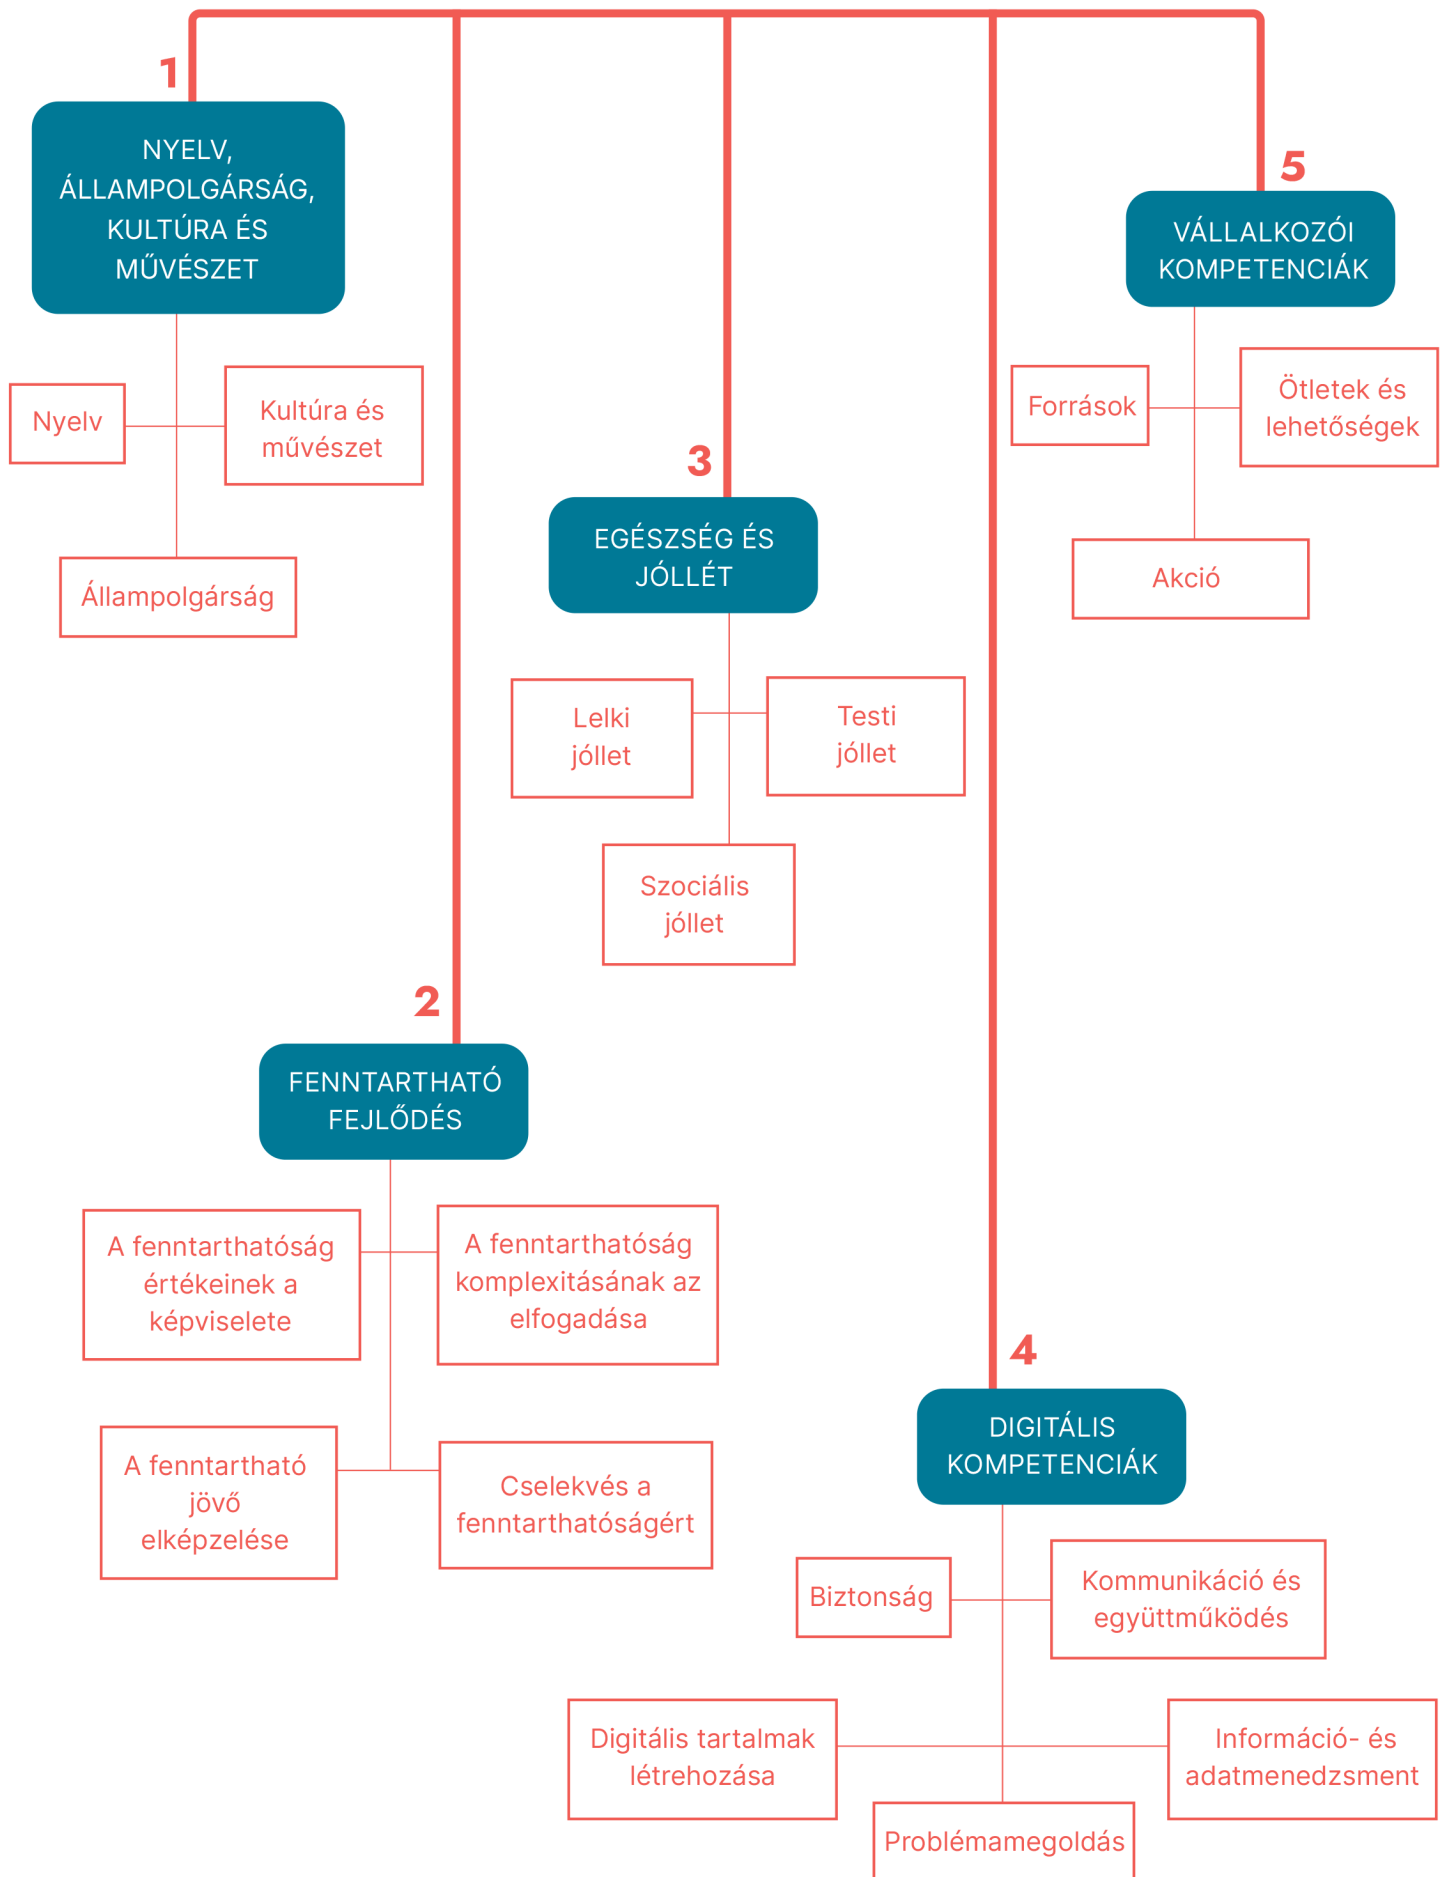 1
NYELV,
ÁLLAMPOLGÁRSÁG,
KULTÚRA ÉS
MŰVÉSZET
Nyelv
Kultúra és
művészet
Állampolgárság
2
FENNTARTHATÓ
FEJLŐDÉS
A fenntarthatóság
értékeinek a
képviselete
A fenntarthatóság
komplexitásának az
elfogadása
A fenntartható
jövő
elképzelése
Cselekvés a
fenntarthatóságért
3
EGÉSZSÉG ÉS
JÓLLÉT
Lelki
jóllet
Testi
jóllet
Szociális
jóllet
4
DIGITÁLIS
KOMPETENCIÁK
Biztonság
Kommunikáció és
együttműködés
Digitális tartalmak
létrehozása
Információ- és
adatmenedzsment
Problémamegoldás
5
VÁLLALKOZÓI
KOMPETENCIÁK
Források
Ötletek és
lehetőségek
Akció